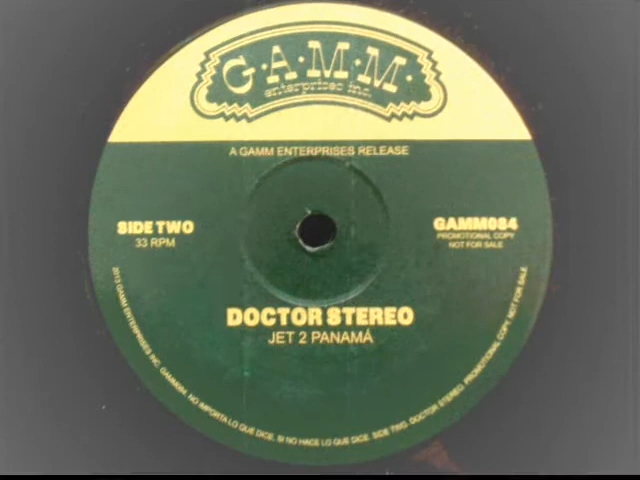 G·A·M·M·
enterprises inc.
A GAMM ENTERPRISES RELEASE
SIDE TWO
33 RPM
GAMM084
PROMOTIONAL COPY
NOT FOR SALE
DOCTOR STEREO
JET 2 PANAMÁ
2013 GAMM ENTERPRISES INC. GAMM084. NO IMPORTA LO QUE DICE, SI NO HACE LO QUE DICE. SIDE TWO. DOCTOR STEREO. PROMOTIONAL COPY. NOT FOR SALE